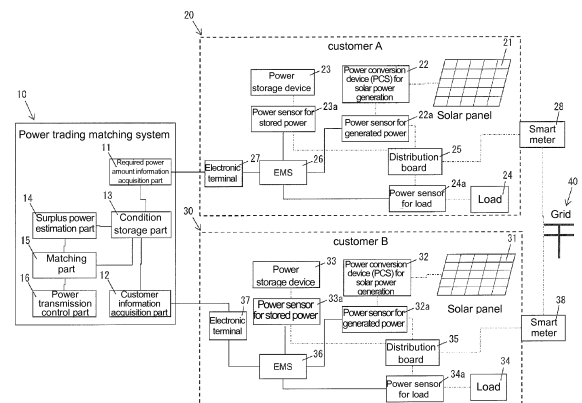 10
Power trading matching system
11
Required power
amount information
acquisition part
14
Surplus power
estimation part
13
Condition
storage part
15
Matching
part
16
Power
transmission
control part
12
Customer
information
acquisition part
20
customer A
23
Power
storage device
22
Power conversion
device (PCS) for
solar power
generation
21
Solar panel
23a
Power sensor for
stored power
22a
Power sensor for
generated power
27
Electronic
terminal
26
EMS
25
Distribution
board
24a
Power sensor
for load
24
Load
28
Smart
meter
40
Grid
30
customer B
33
Power
storage device
32
Power conversion
device (PCS) for
solar power
generation
31
Solar panel
33a
Power sensor
for stored power
32a
Power sensor for
generated power
37
Electronic
terminal
36
EMS
35
Distribution
board
34a
Power sensor
for load
34
Load
38
Smart
meter